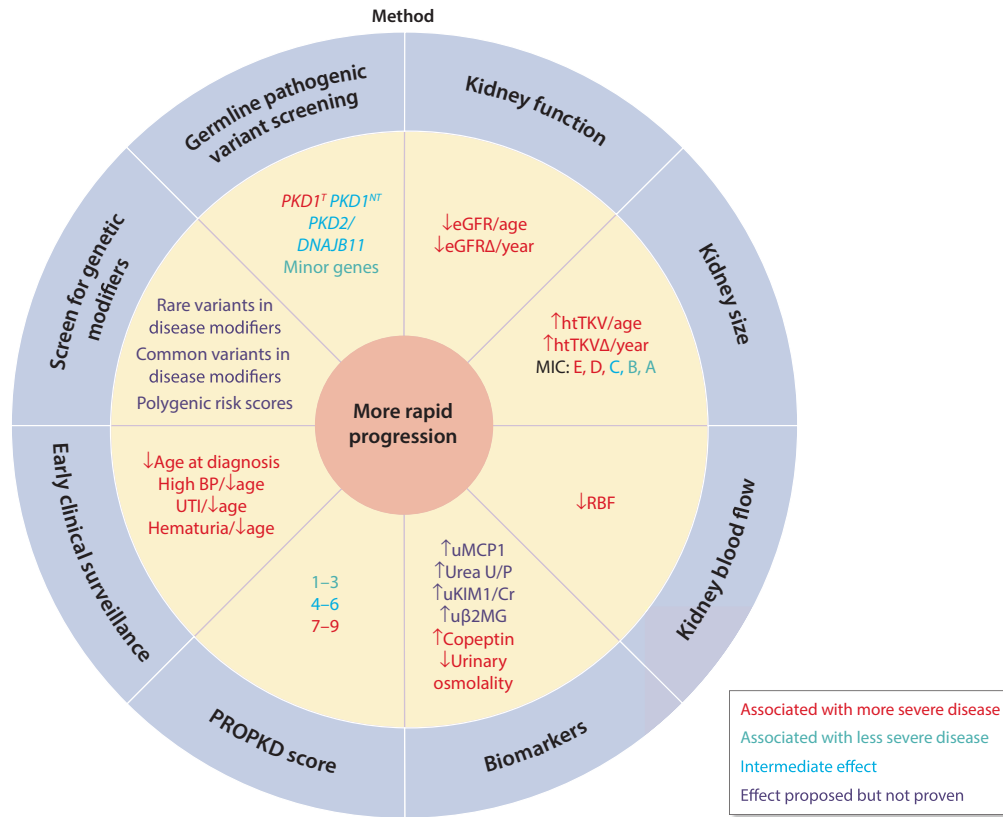 Method
Germline pathogenic
variant screening
PKD1ᵀ PKD1ᴺᵀ
PKD2/
DNAJB11
Minor genes
Kidney function
↓eGFR/age
↓eGFRΔ/year
Kidney size
↑htTKV/age
↑htTKVΔ/year
MIC: E, D, C, B, A
Kidney blood flow
↓RBF
Biomarkers
↑uMCP1
↑Urea U/P
↑uKIM1/Cr
↑uβ2MG
↑Copeptin
↓Urinary
osmolality
PROPKD score
1–3
4–6
7–9
Early clinical surveillance
↓Age at diagnosis
High BP/↓age
UTI/↓age
Hematuria/↓age
Screen for genetic
modifiers
Rare variants in
disease modifiers
Common variants in
disease modifiers
Polygenic risk scores
More rapid
progression
Associated with more severe disease
Associated with less severe disease
Intermediate effect
Effect proposed but not proven